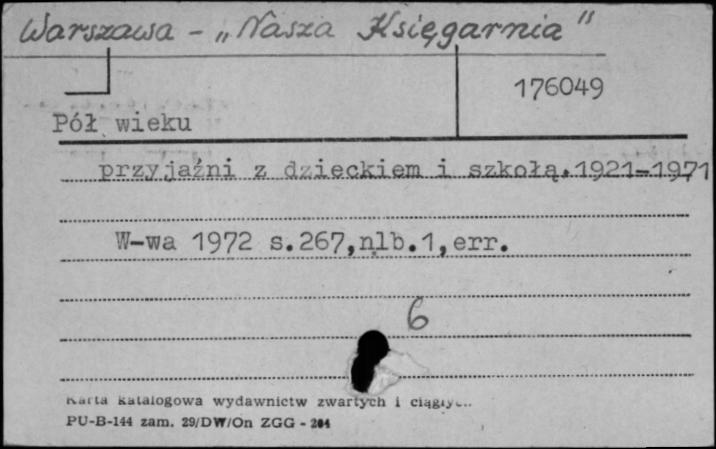 Warszawa - „Nasza Księgarnia”
176049
Pół wieku
przyjaźni z dzieckiem i szkołą.1921-1971
W-wa 1972 s.267,nlb.1,err.
6
Karta katalogowa wydawnictw zwartych i
PU-B-144 zam. 29/DW/On ZGG - 204